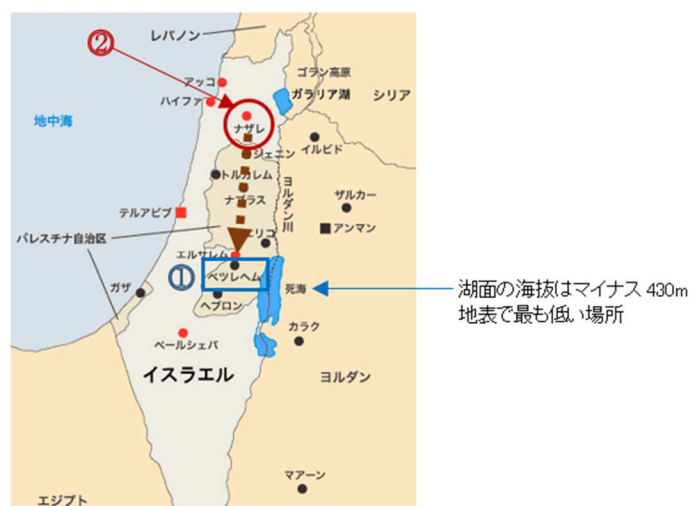 レバノン
②
アッコ
ハイファ
ゴラン高原
ガラリア湖
シリア
地中海
ナザレ
ジェニン
イルビド
トルカレム
ナブラス
ヨルダン川
ザルカー
テルアビブ
アンマン
パレスチナ自治区
エリコ
エルサレム
①
ベツレヘム
ガザ
死海
湖面の海抜はマイナス430m
地表で最も低い場所
ヘブロン
カラク
ベールシェバ
イスラエル
ヨルダン
マアーン
エジプト